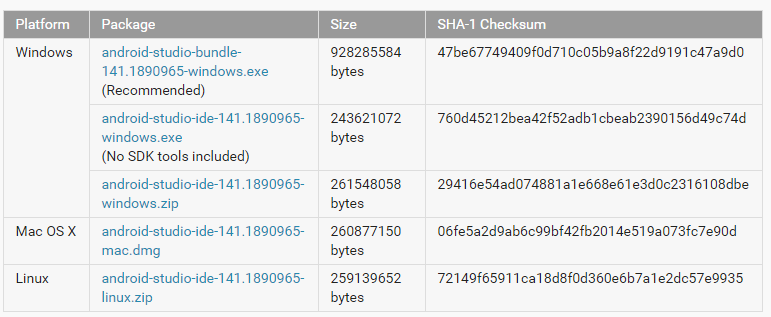 Platform Package Size SHA-1 Checksum
Windows android-studio-bundle- 928285584 47be67749409f0d710c05b9a8f22d9191c47a9d0
141.1890965-windows.exe bytes
(Recommended)
android-studio-ide-141.1890965- 243621072 760d45212bea42f52adb1cbeab2390156d49c74d
windows.exe bytes
(No SDK tools included)
android-studio-ide-141.1890965- 261548058 29416e54ad074881a1e668e61e3d0c2316108dbe
windows.zip bytes
Mac OS X android-studio-ide-141.1890965- 260877150 06fe5a2d9ab6c99bf42fb2014e519a073fc7e90d
mac.dmg bytes
Linux android-studio-ide-141.1890965- 259139652 72149f65911ca18d8f0d360e6b7a1e2dc57e9935
linux.zip bytes